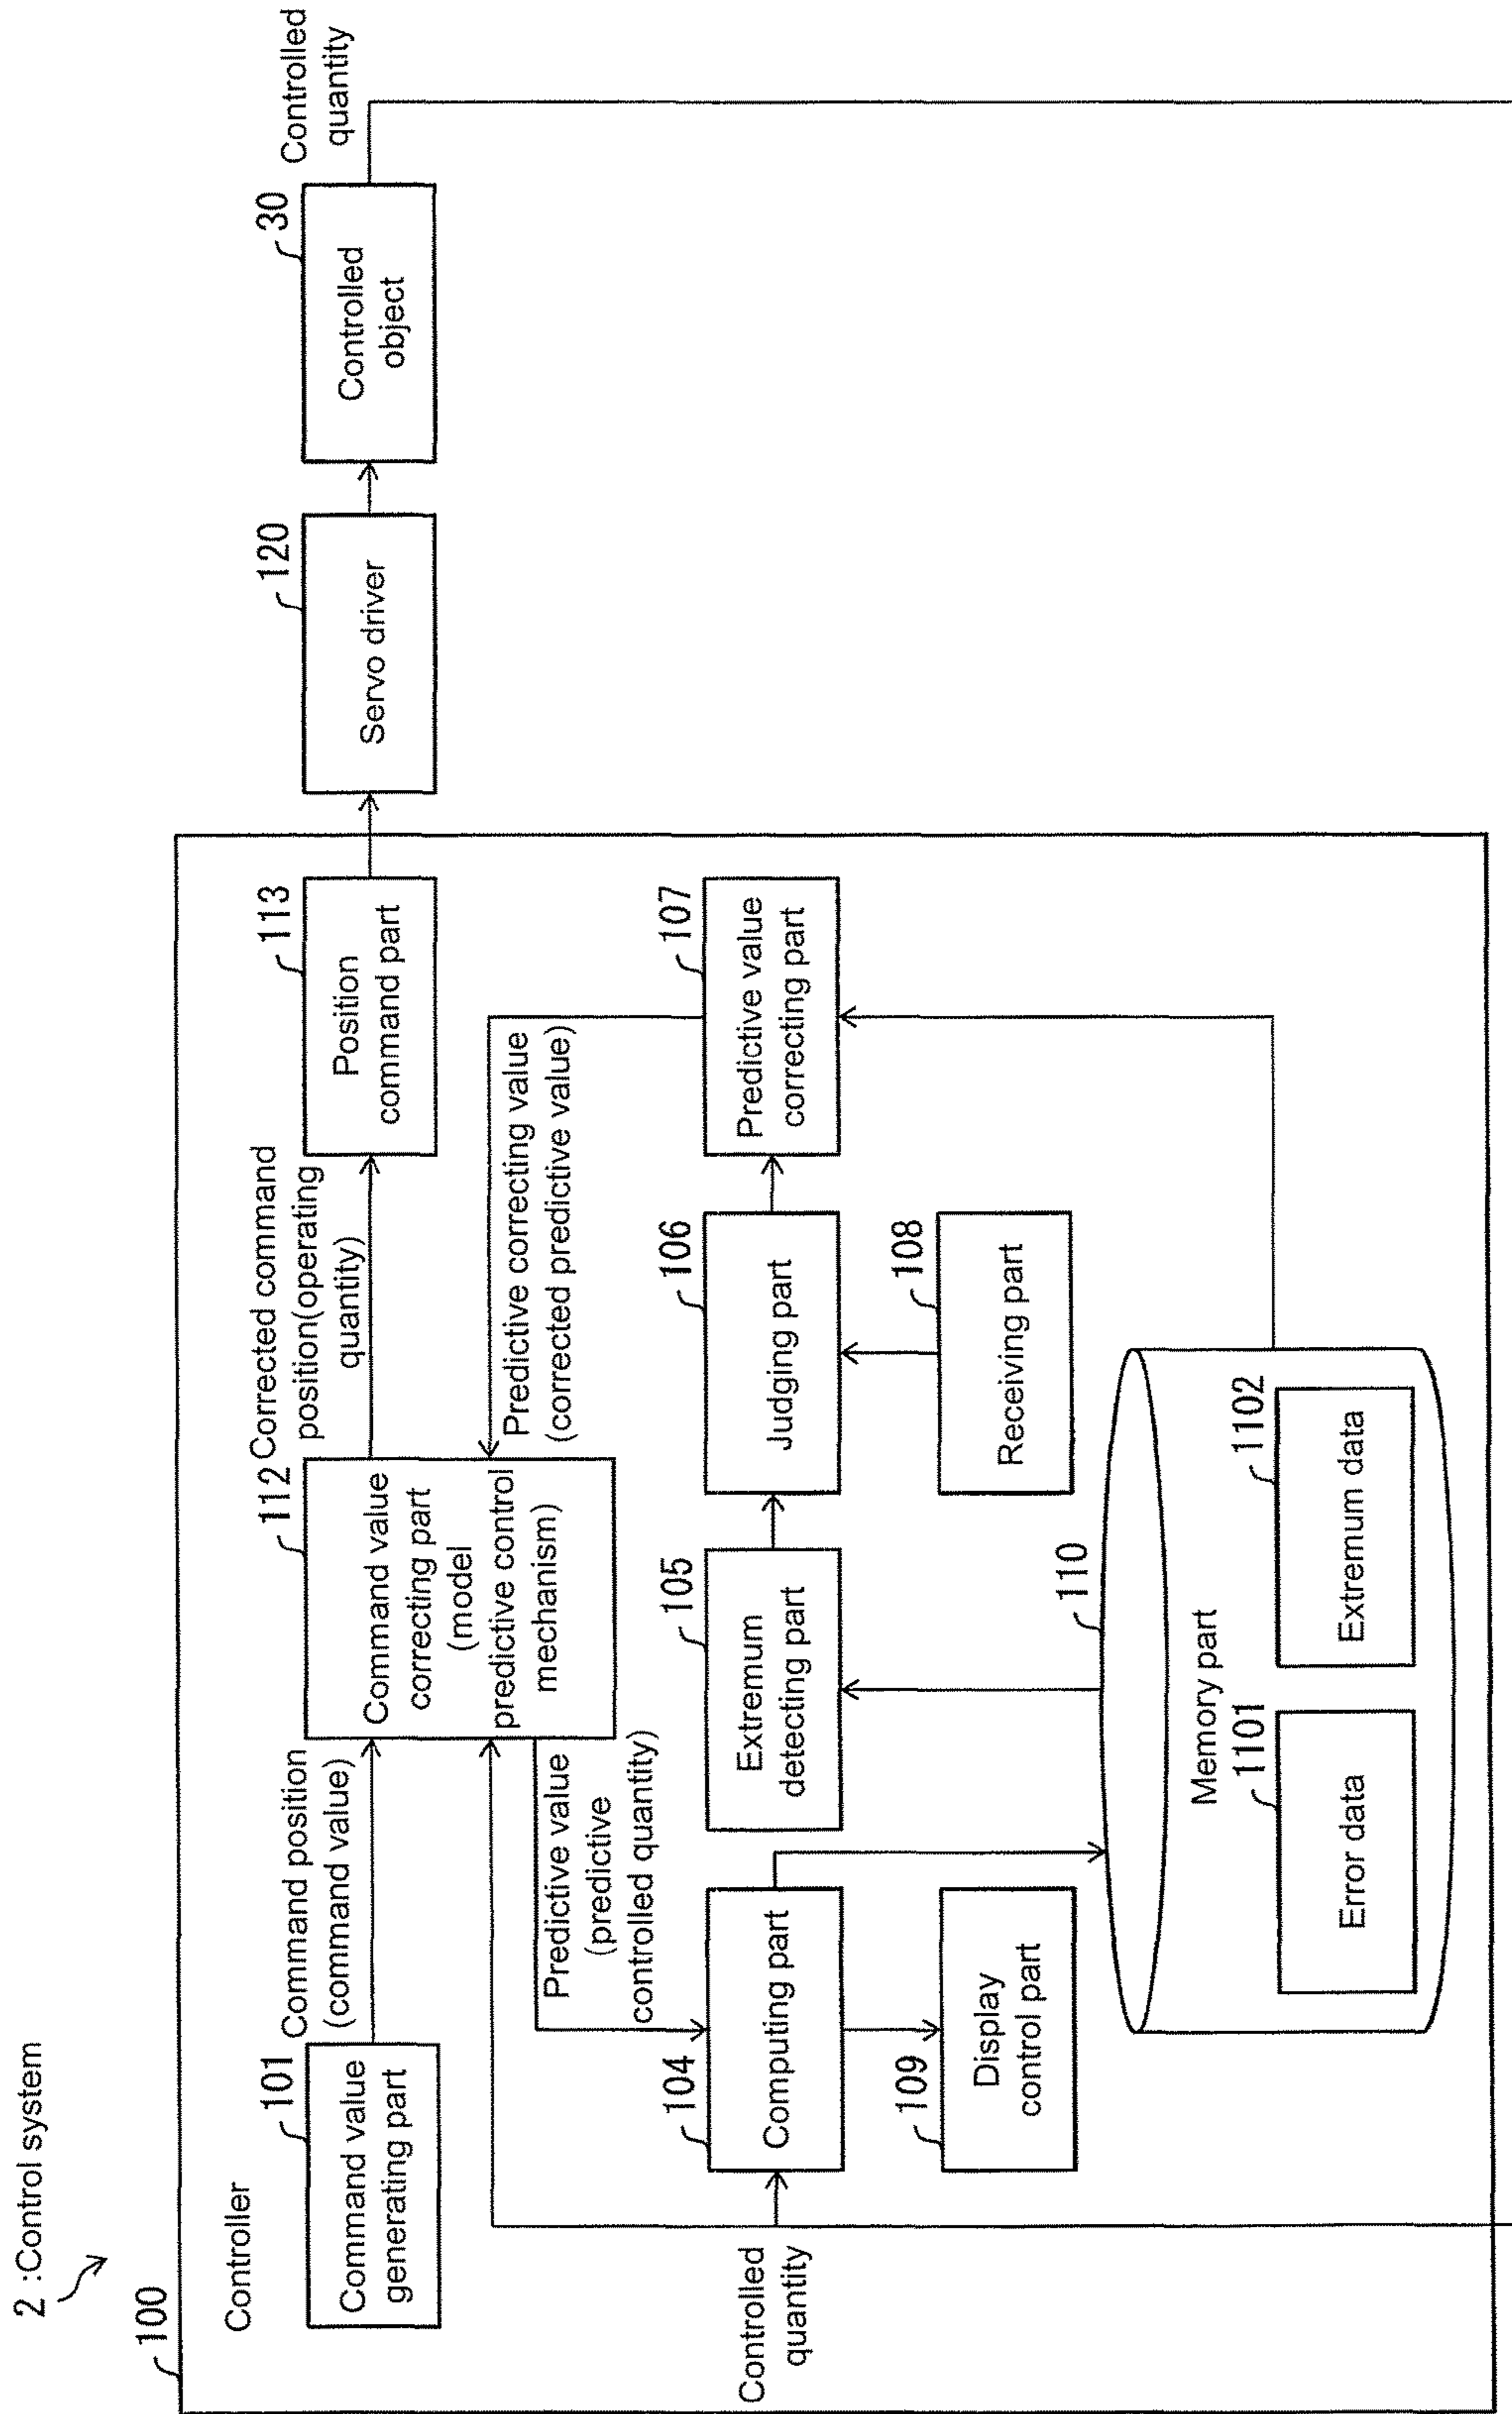 2 :Control system
100
Controller
101
Command value
generating part
Command position
(command value)
112
Command value
correcting part
(model
predictive control
mechanism)
Corrected command
position(operating
quantity)
113
Position
command part
120
Servo driver
30
Controlled
object
Controlled
quantity
Predictive value
(predictive
controlled quantity)
Predictive correcting value
(corrected predictive value)
Controlled
quantity
104
Computing part
105
Extremum
detecting part
106
Judging part
107
Predictive value
correcting part
109
Display
control part
108
Receiving part
110
Memory part
1101
Error data
1102
Extremum data